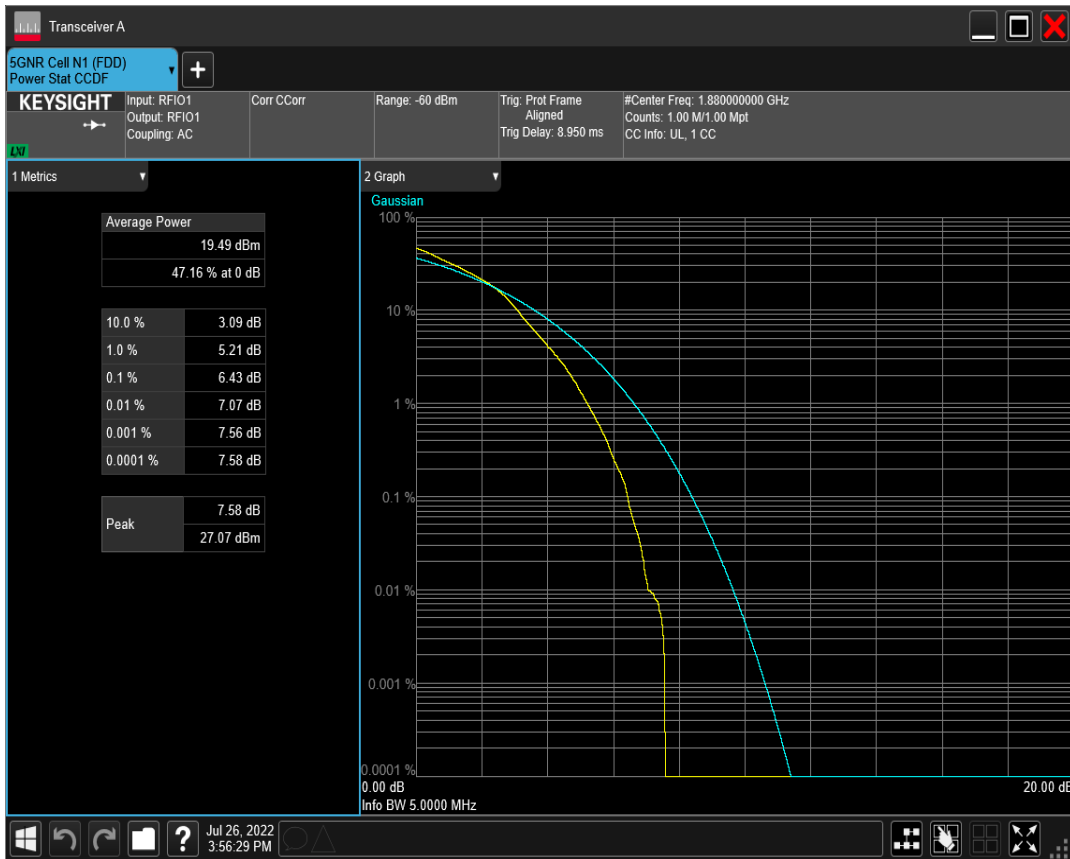 Transceiver A
5GNR Cell N1 (FDD)
Power Stat CCDF
+
KEYSIGHT
LXI
Input: RFIO1
Output: RFIO1
Coupling: AC
Corr CCorr
Range: -60 dBm
Trig: Prot Frame
Aligned
Trig Delay: 8.950 ms
#Center Freq: 1.880000000 GHz
Counts: 1.00 M/1.00 Mpt
CC Info: UL, 1 CC
1 Metrics
Average Power
19.49 dBm
47.16 % at 0 dB
10.0 % 3.09 dB
1.0 % 5.21 dB
0.1 % 6.43 dB
0.01 % 7.07 dB
0.001 % 7.56 dB
0.0001 % 7.58 dB
Peak
7.58 dB
27.07 dBm
2 Graph
Gaussian
100 %
10 %
1 %
0.1 %
0.01 %
0.001 %
0.0001 %
0.00 dB 20.00 dB
Info BW 5.0000 MHz
?
Jul 26, 2022
3:56:29 PM